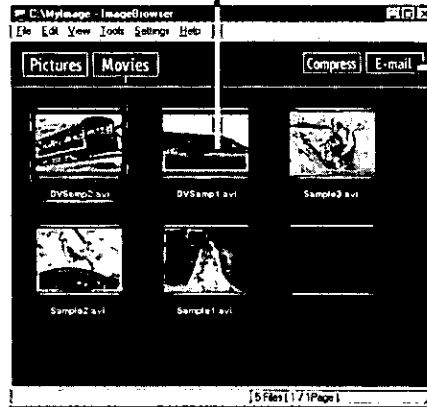 C:\MyImage - ImageBrowser
File Edit View Tools Settings Help
Pictures Movies Compress E-mail
DVSamp2.avi DVSamp1.avi Sample3.avi
Sample2.avi Sample1.avi
5 Files [1 / 1 Page]